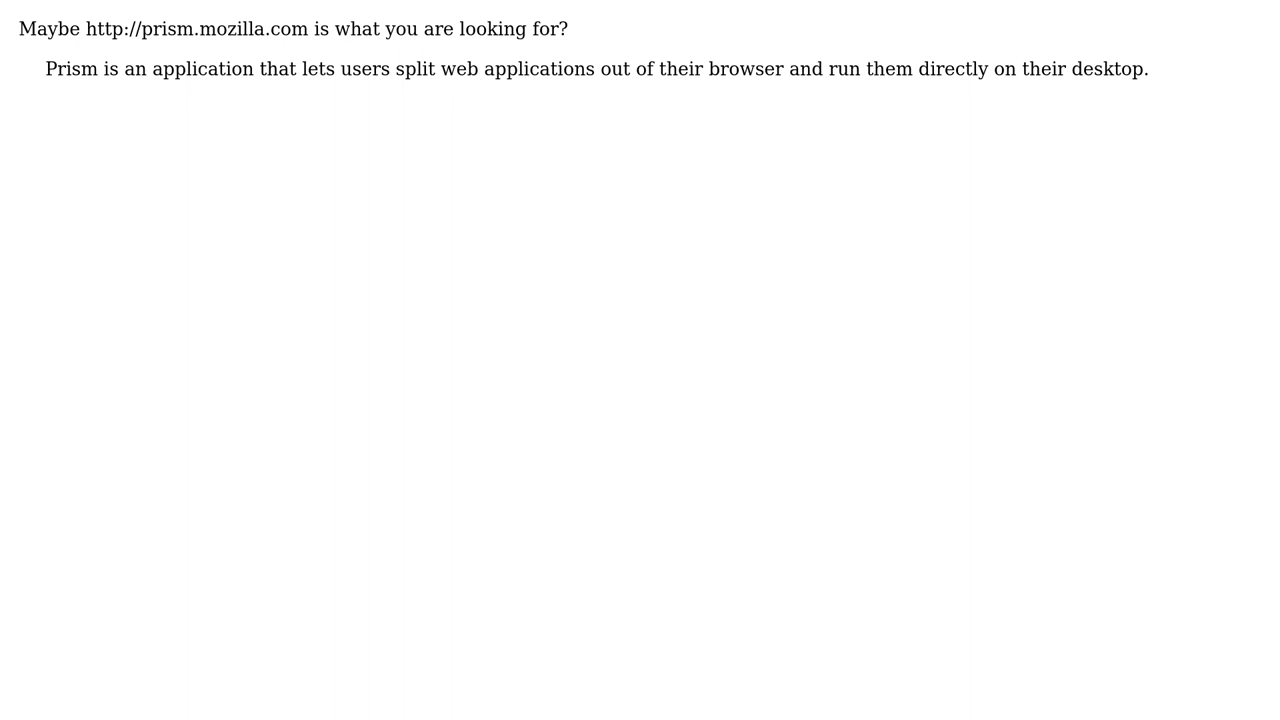 Maybe http://prism.mozilla.com is what you are looking for?
Prism is an application that lets users split web applications out of their browser and run them directly on their desktop.